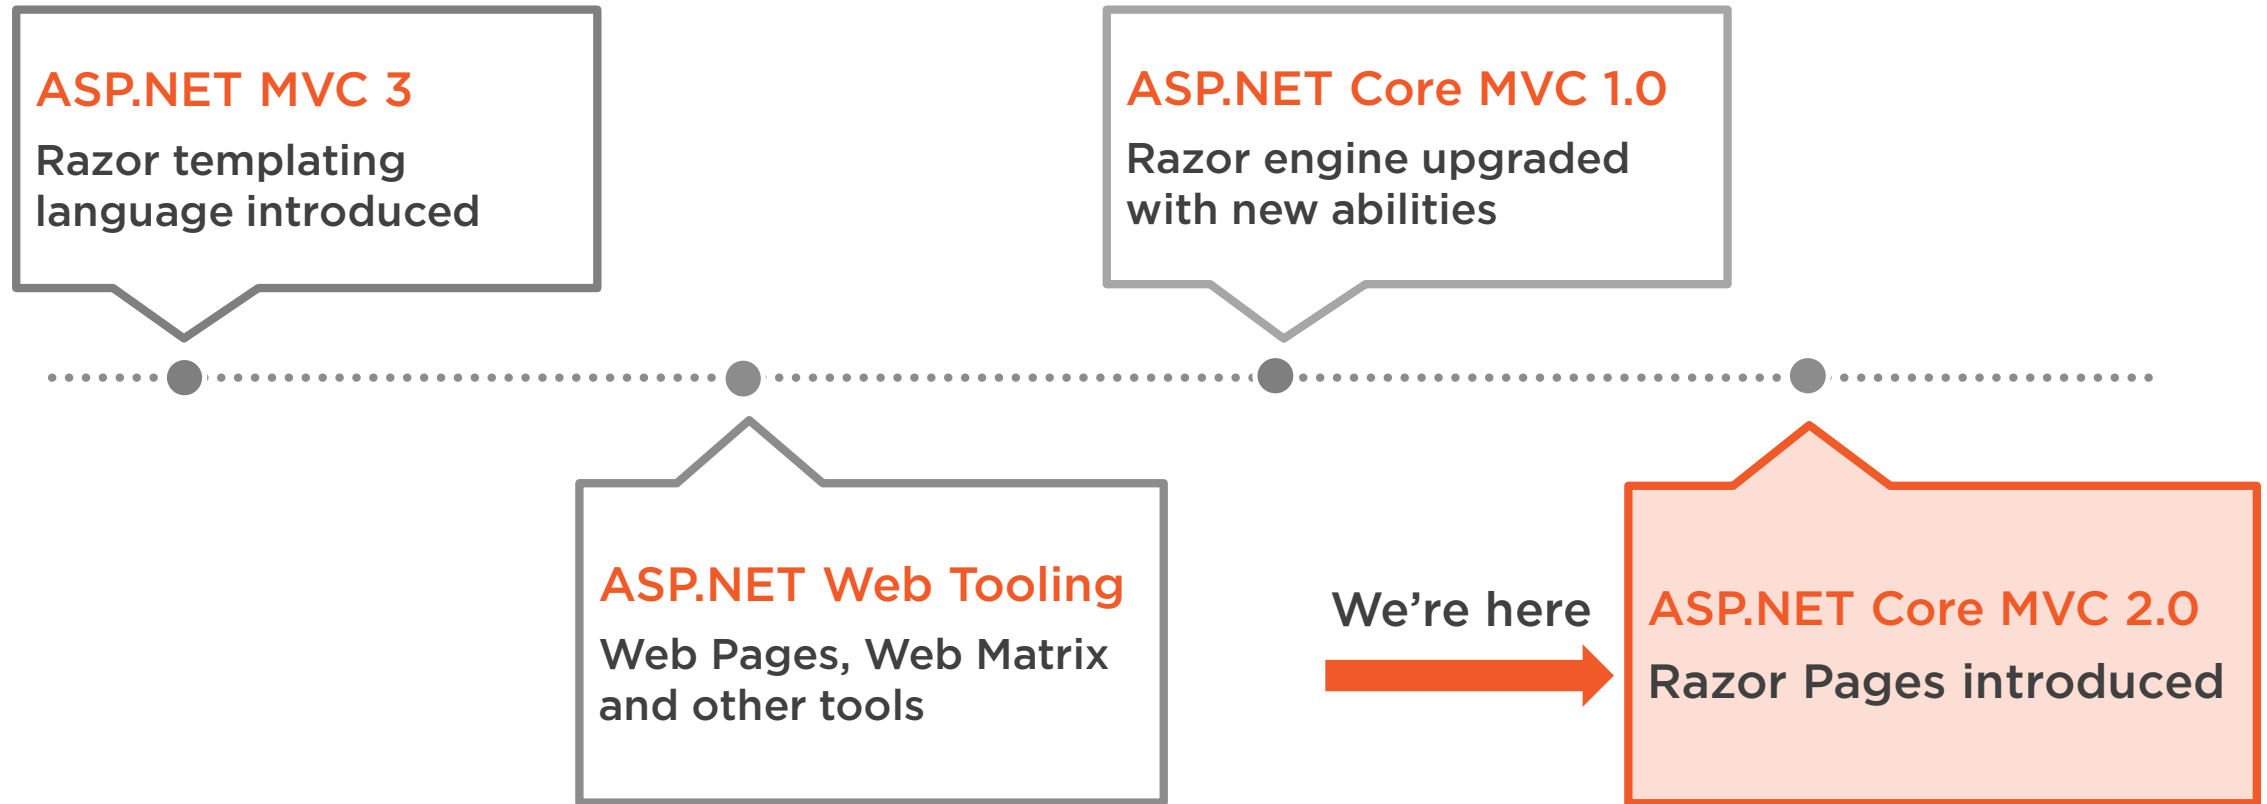 ASP.NET MVC 3
Razor templating
language introduced
ASP.NET Web Tooling
Web Pages, Web Matrix
and other tools
ASP.NET Core MVC 1.0
Razor engine upgraded
with new abilities
We’re here
ASP.NET Core MVC 2.0
Razor Pages introduced